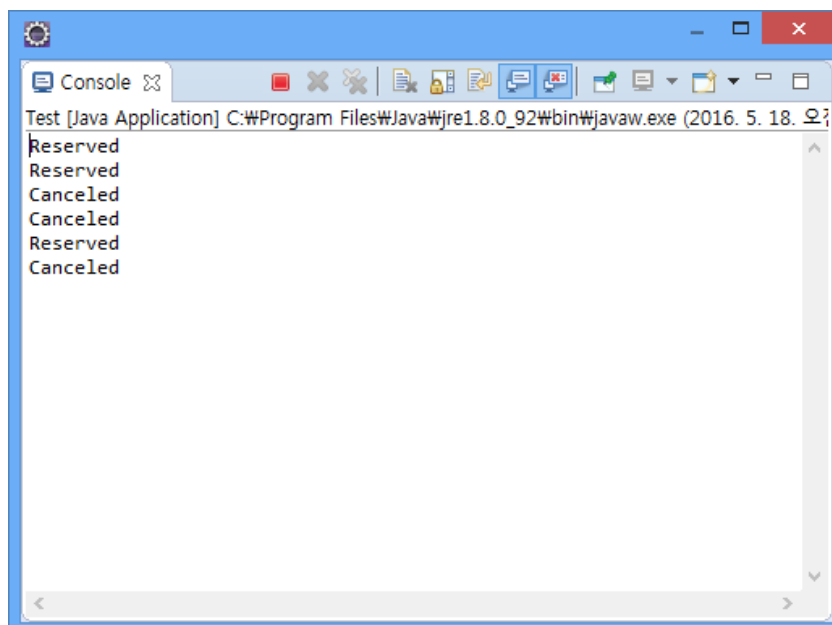 Console
Test [Java Application] C:₩Program Files₩Java₩jre1.8.0_92₩bin₩javaw.exe (2016. 5. 18.
Reserved
Reserved
Canceled
Canceled
Reserved
Canceled